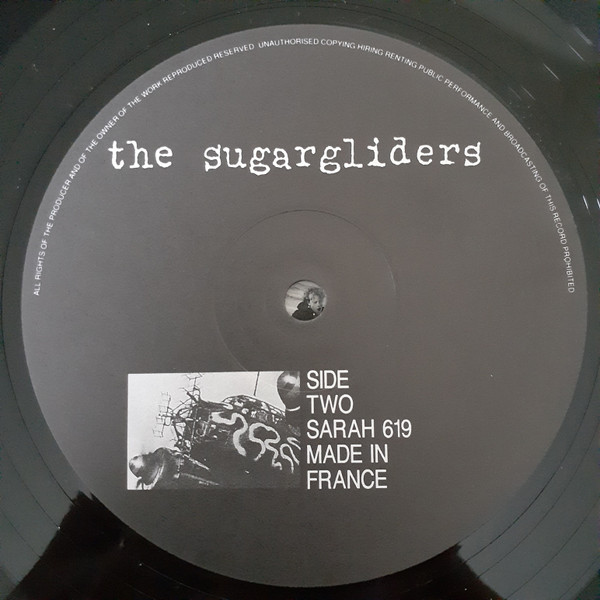 ALL RIGHTS OF THE PRODUCER AND OF THE OWNER OF THE WORK REPRODUCED RESERVED UNAUTHORISED COPYING HIRING RENTING PUBLIC PERFORMANCE AND BROADCASTING OF THIS RECORD PROHIBITED
the sugargliders
SIDE
TWO
SARAH 619
MADE IN
FRANCE